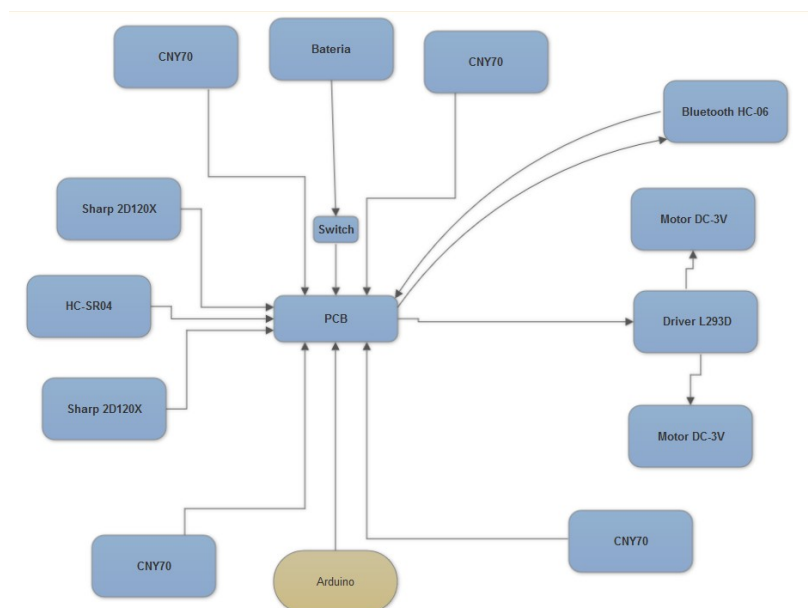 CNY70
Bateria
CNY70
Bluetooth HC-06
Sharp 2D120X
Switch
Motor DC-3V
HC-SR04
PCB
Driver L293D
Sharp 2D120X
Motor DC-3V
CNY70
Arduino
CNY70